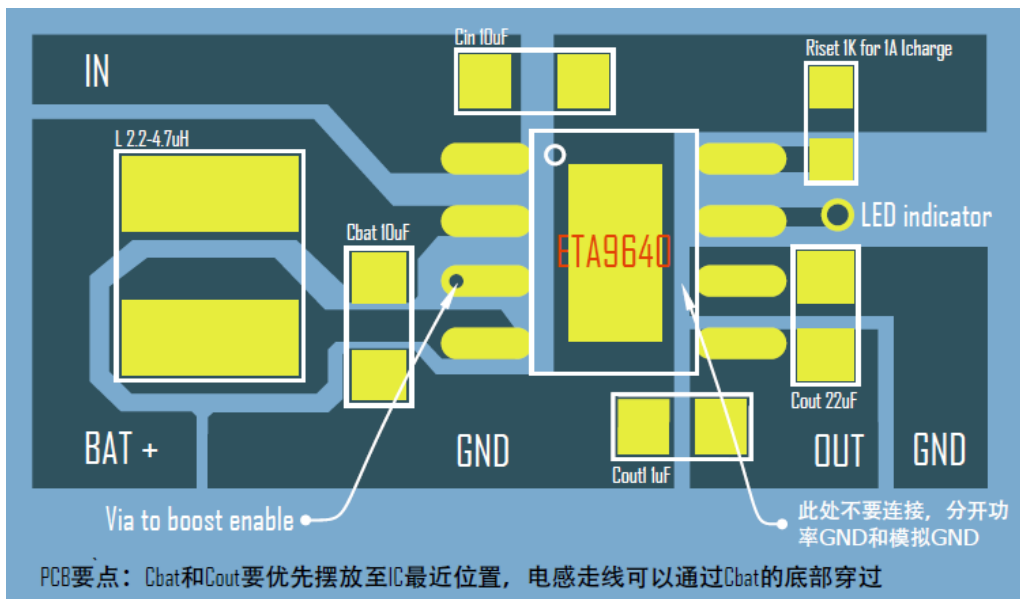 Cin 10uF
Riset 1K for 1A Icharge
IN
L 2.2-4.7uH
LED indicator
Cbat 10uF
ETA9640
Cout 22uF
BAT +
GND
OUT
GND
Cout1 1uF
Via to boost enable
此处不要连接，分开功
率GND和模拟GND
PCB要点：Cbat和Cout要优先摆放至IC最近位置，电感走线可以通过Cbat的底部穿过